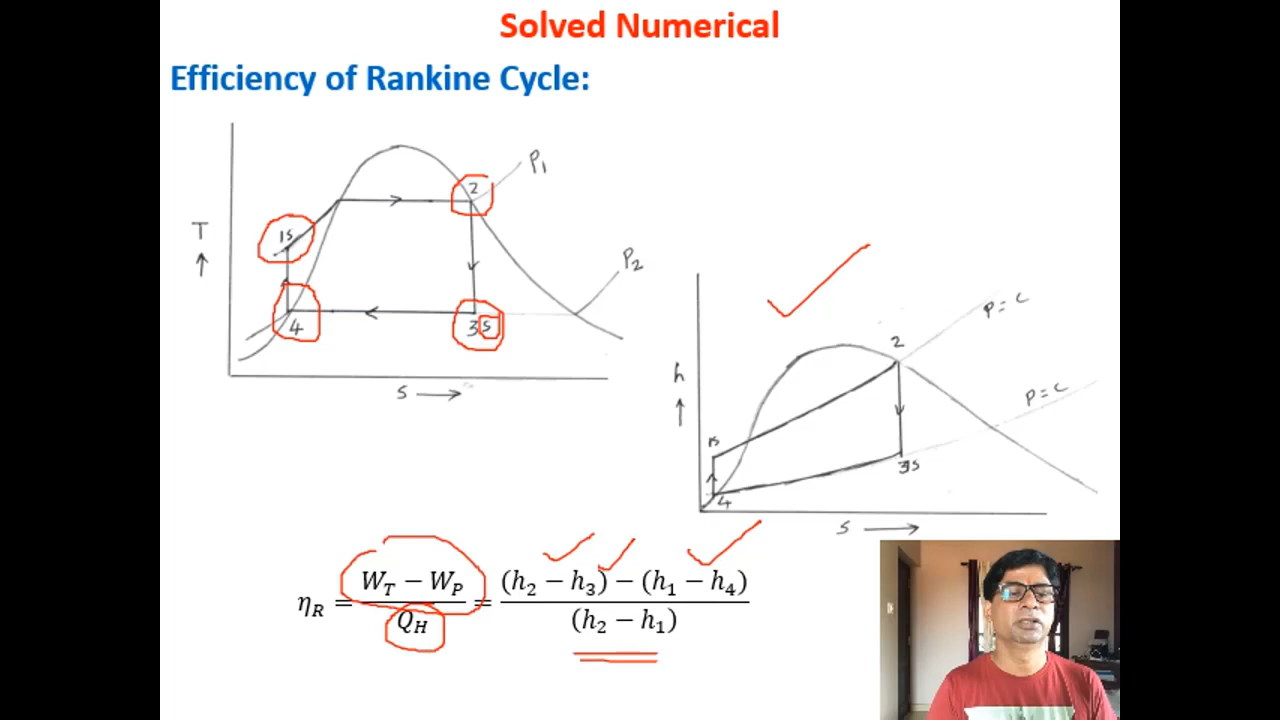 Solved Numerical
Efficiency of Rankine Cycle:
2
P1
1s
T
P2
4
3s
s
P = C
2
h
P = C
1s
3s
4
s
ηR = (WT − WP) / QH = ((h2 − h3) − (h1 − h4)) / (h2 − h1)